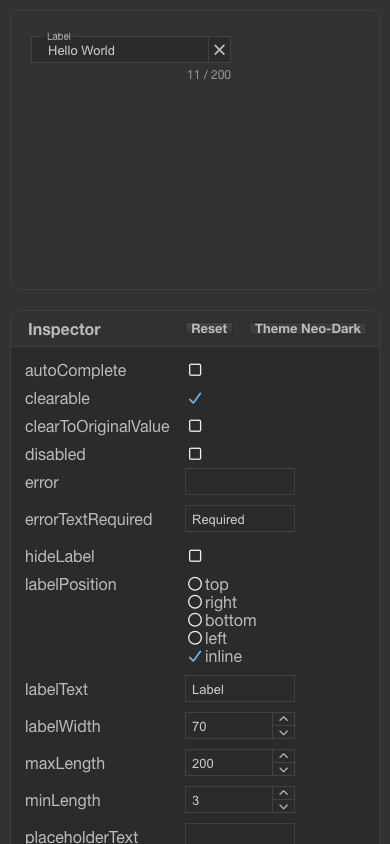 Label
Hello World
11 / 200
Inspector Reset Theme Neo-Dark
autoComplete
clearable
clearToOriginalValue
disabled
error
errorTextRequired Required
hideLabel
labelPosition top
right
bottom
left
inline
labelText Label
labelWidth 70
maxLength 200
minLength 3
placeholderText